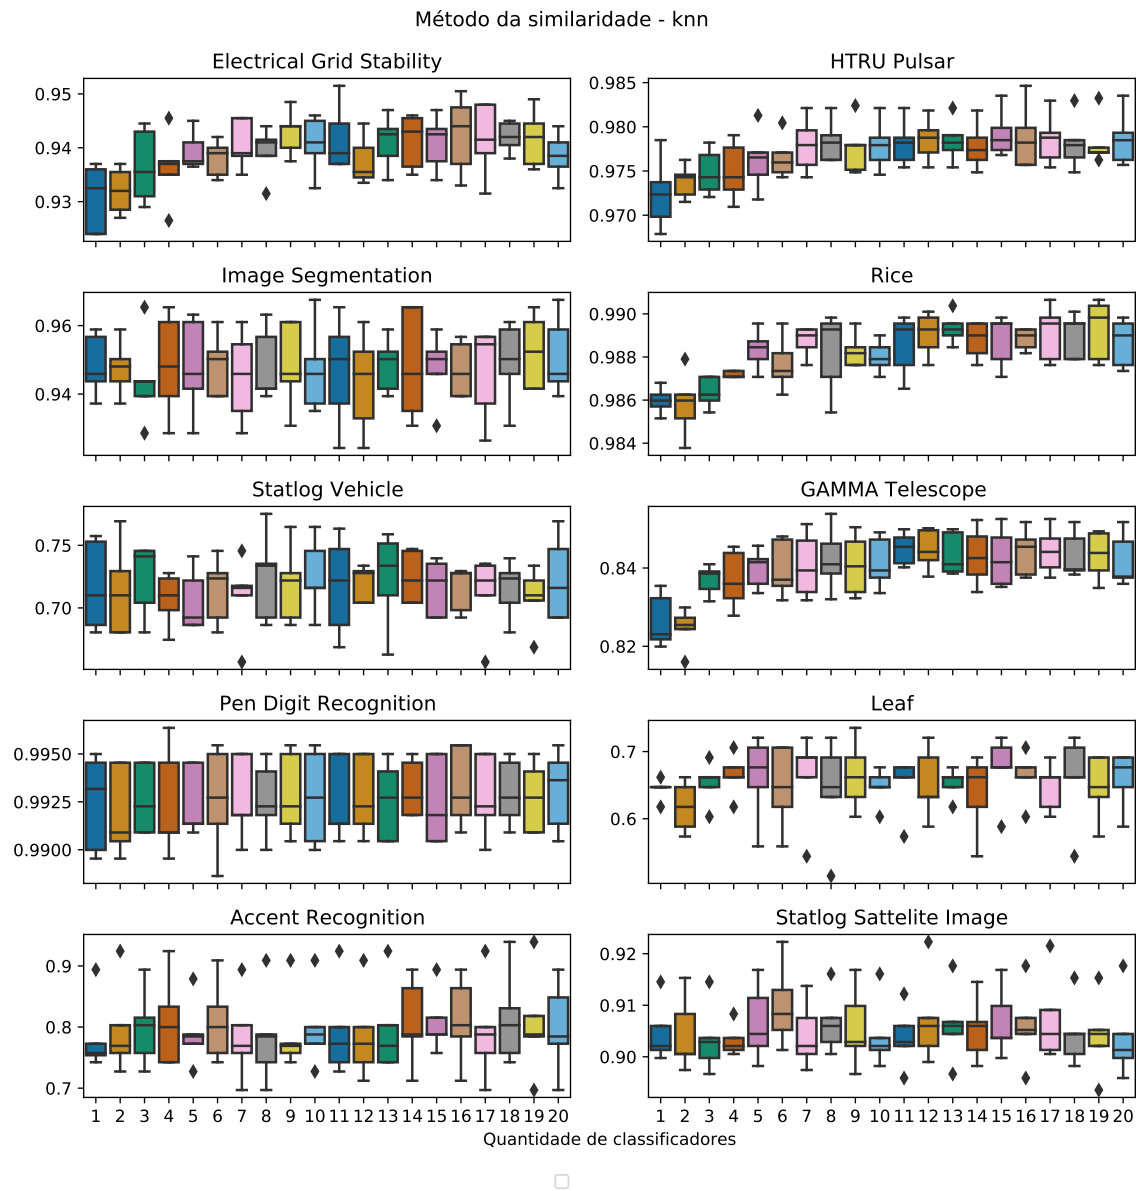 Método da similaridade - knn
Electrical Grid Stability
0.95
0.94
0.93
HTRU Pulsar
0.985
0.980
0.975
0.970
Image Segmentation
0.96
0.94
Rice
0.990
0.988
0.986
0.984
Statlog Vehicle
0.75
0.70
GAMMA Telescope
0.84
0.82
Pen Digit Recognition
0.9950
0.9925
0.9900
Leaf
0.7
0.6
Accent Recognition
0.9
0.8
0.7
1 2 3 4 5 6 7 8 9 10 11 12 13 14 15 16 17 18 19 20
Statlog Sattelite Image
0.92
0.91
0.90
1 2 3 4 5 6 7 8 9 10 11 12 13 14 15 16 17 18 19 20
Quantidade de classificadores